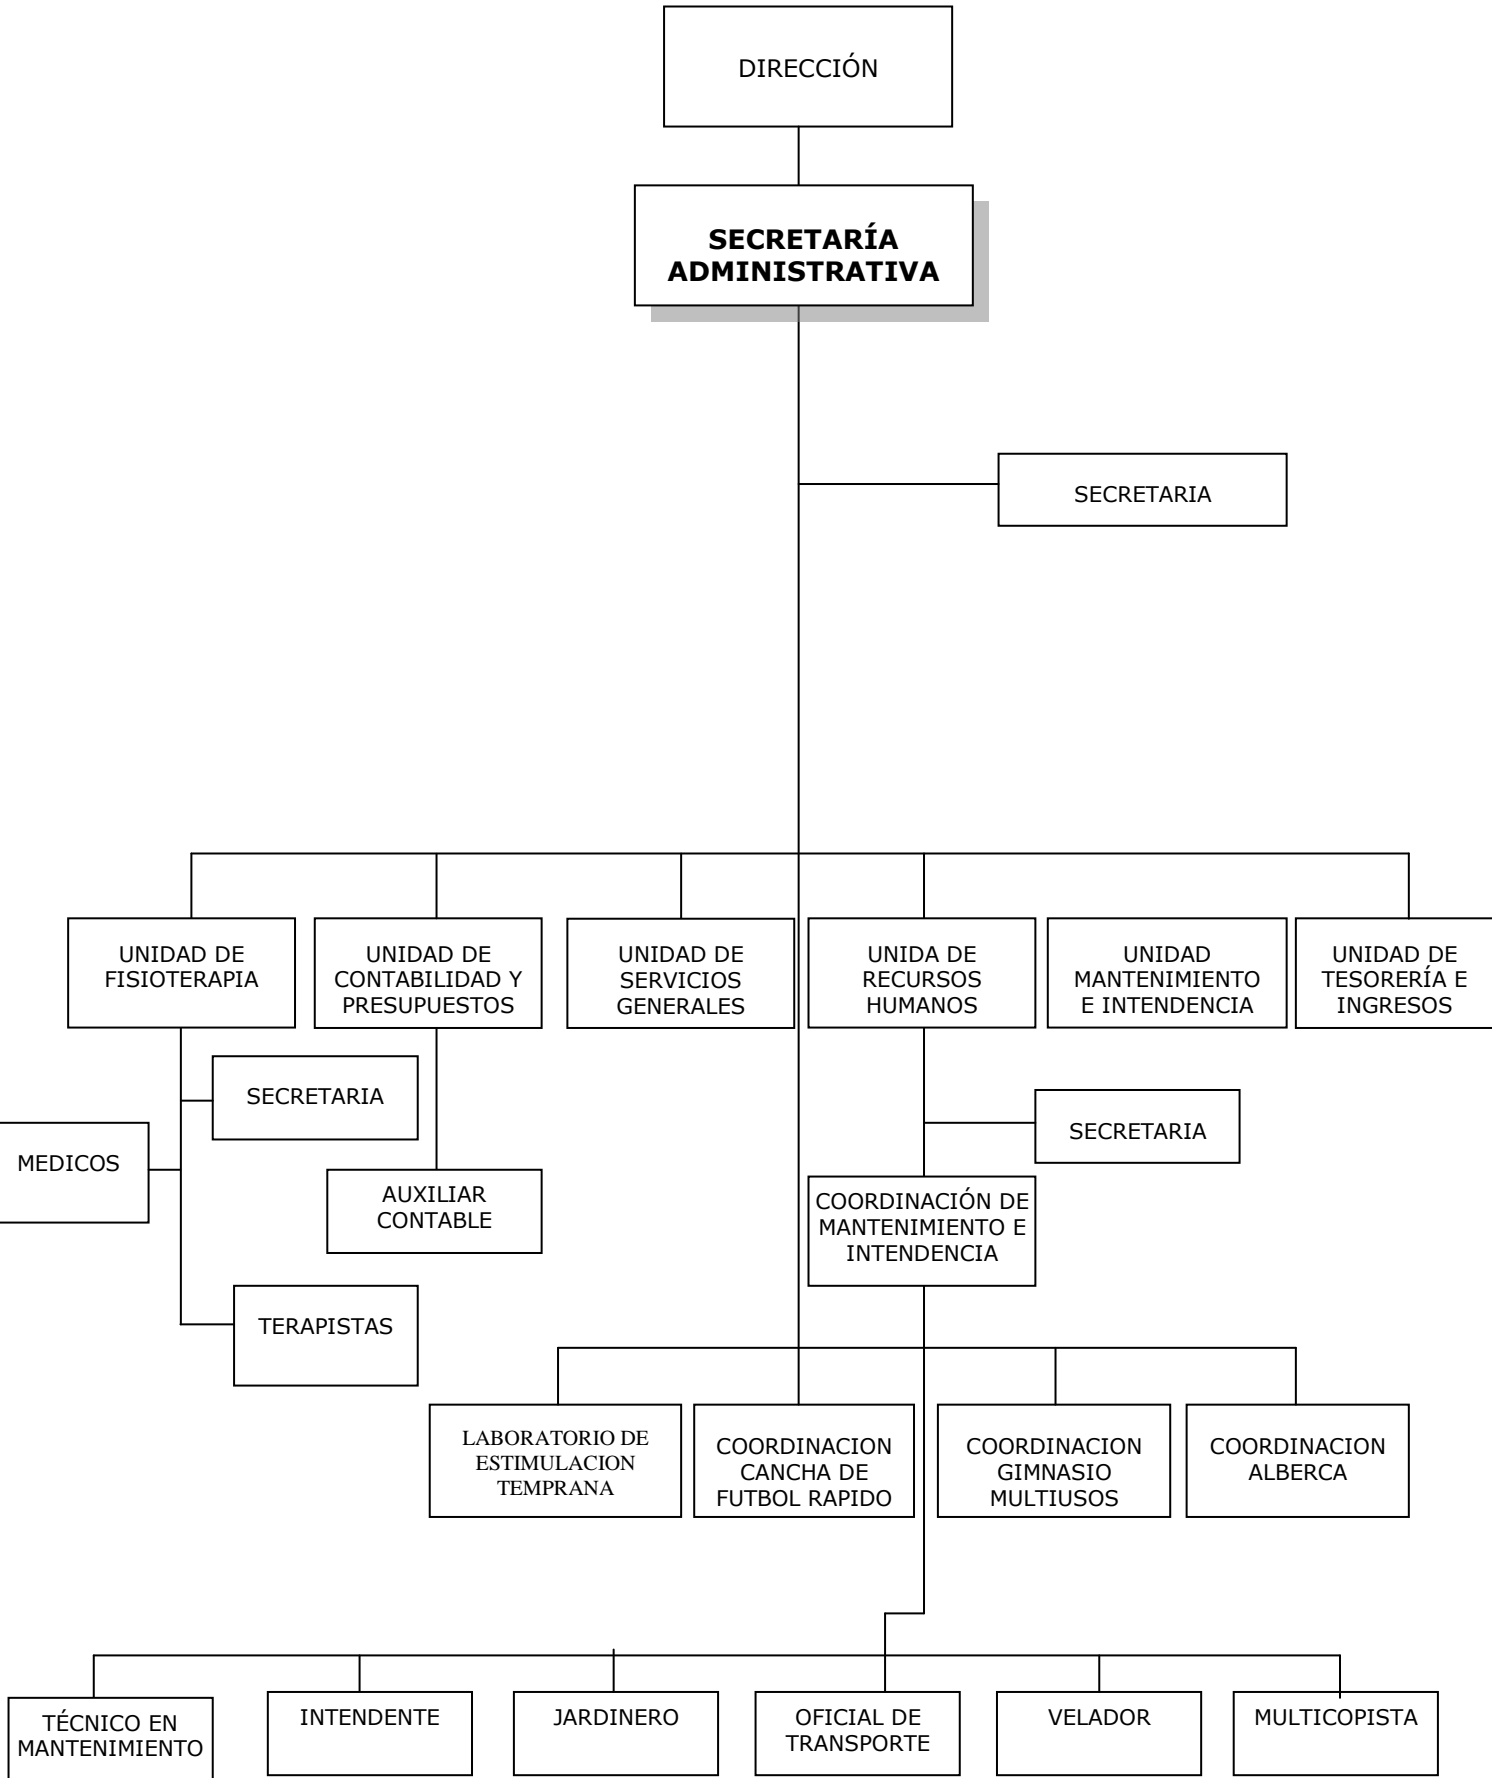 DIRECCIÓN
SECRETARÍA
ADMINISTRATIVA
SECRETARIA
UNIDAD DE
FISIOTERAPIA
UNIDAD DE
CONTABILIDAD Y
PRESUPUESTOS
UNIDAD DE
SERVICIOS
GENERALES
UNIDA DE
RECURSOS
HUMANOS
UNIDAD
MANTENIMIENTO
E INTENDENCIA
UNIDAD DE
TESORERÍA E
INGRESOS
SECRETARIA
SECRETARIA
MEDICOS
AUXILIAR
CONTABLE
COORDINACIÓN DE
MANTENIMIENTO E
INTENDENCIA
TERAPISTAS
LABORATORIO DE
ESTIMULACION
TEMPRANA
COORDINACION
CANCHA DE
FUTBOL RAPIDO
COORDINACION
GIMNASIO
MULTIUSOS
COORDINACION
ALBERCA
TÉCNICO EN
MANTENIMIENTO
INTENDENTE
JARDINERO
OFICIAL DE
TRANSPORTE
VELADOR
MULTICOPISTA